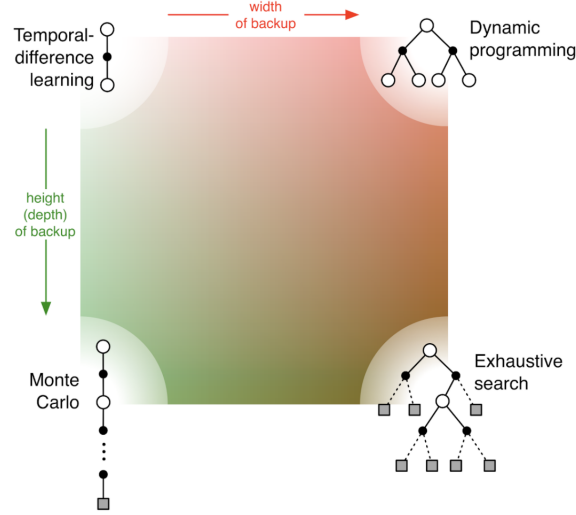 width
of backup
Temporal-
difference
learning
Dynamic
programming
height
(depth)
of backup
Monte
Carlo
Exhaustive
search